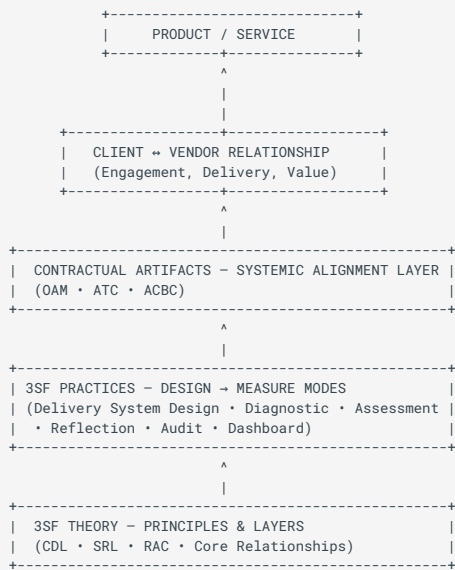 PRODUCT / SERVICE
CLIENT ↔ VENDOR RELATIONSHIP
(Engagement, Delivery, Value)
CONTRACTUAL ARTIFACTS — SYSTEMIC ALIGNMENT LAYER
(OAM • ATC • ACBC)
3SF PRACTICES — DESIGN → MEASURE MODES
(Delivery System Design • Diagnostic • Assessment
• Reflection • Audit • Dashboard)
3SF THEORY — PRINCIPLES & LAYERS
(CDL • SRL • RAC • Core Relationships)